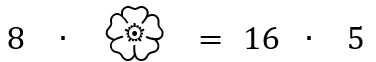 8 · = 16 · 5